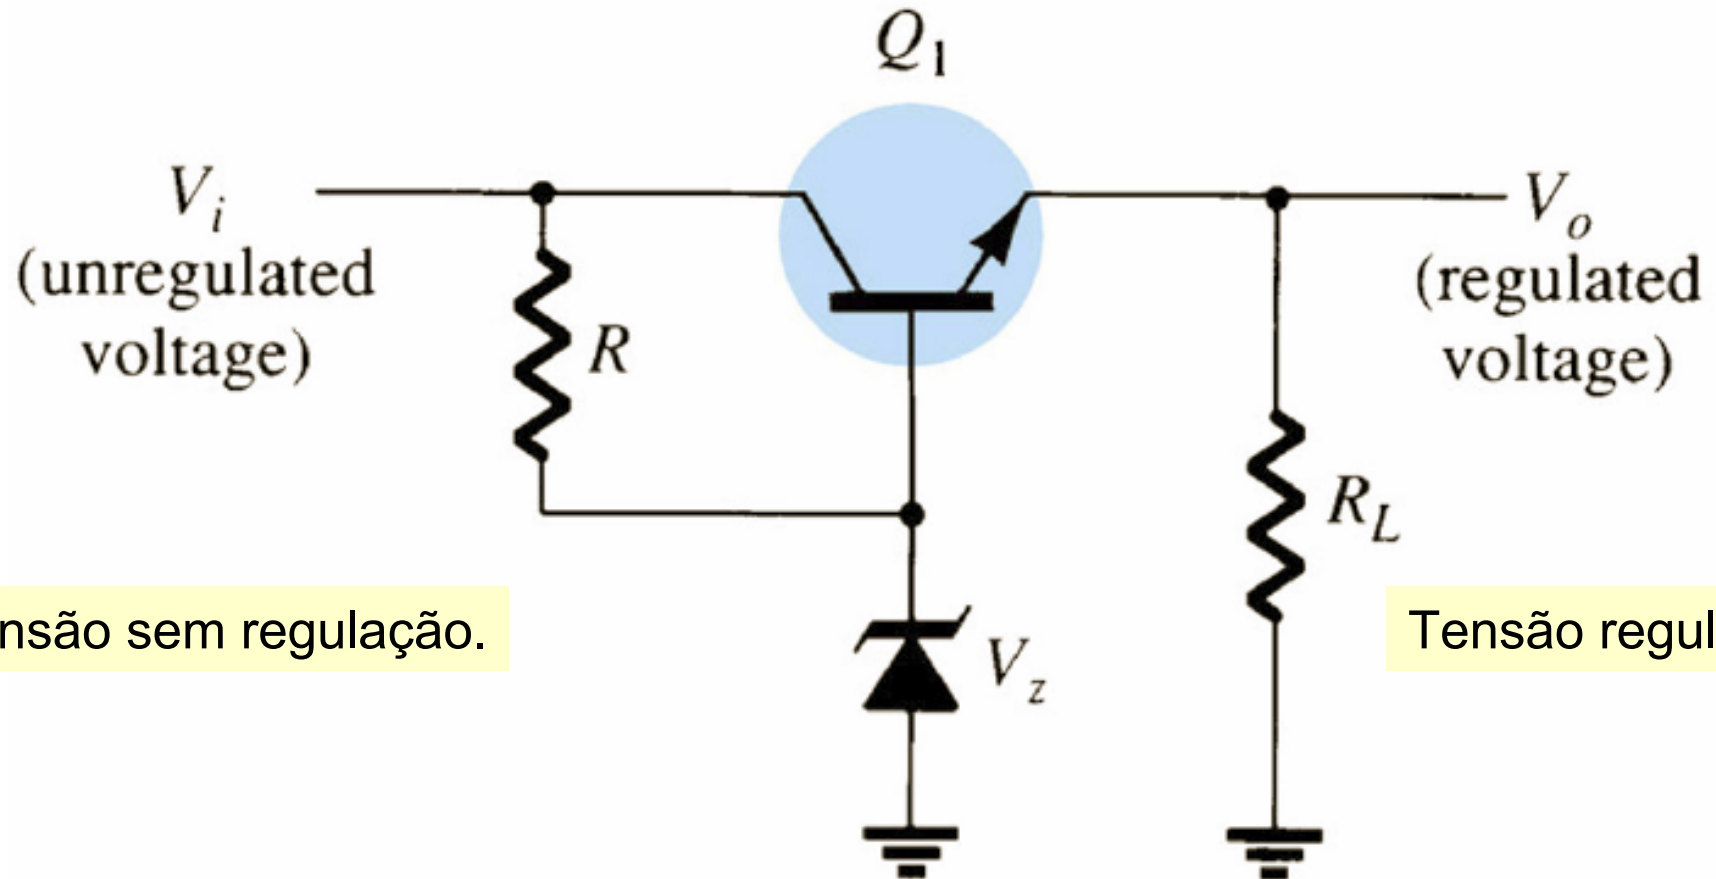 Q1
Vi
(unregulated
voltage)
R
Vo
(regulated
voltage)
RL
nsão sem regulação.
Tensão regul
Vz